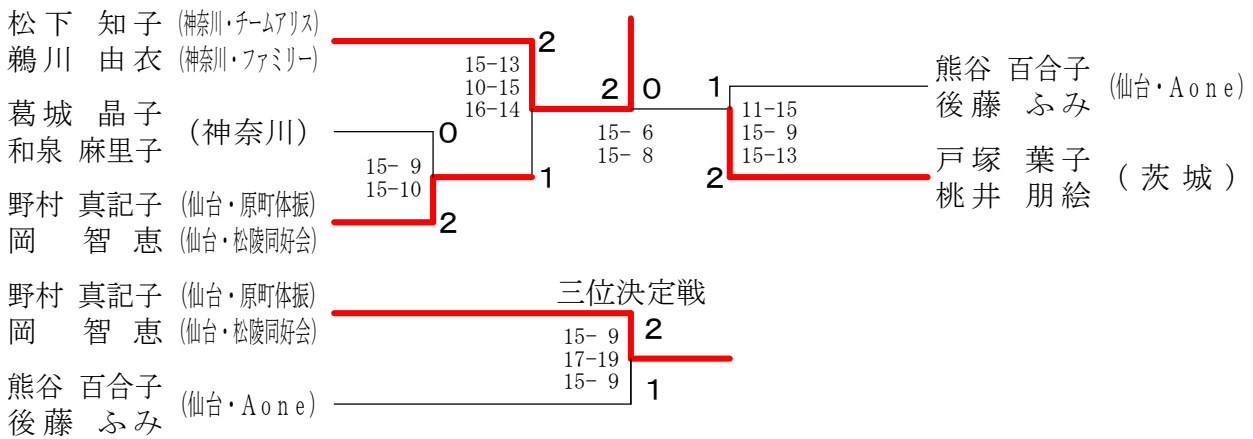 松下 知子 (神奈川・チームアリス)
鵜川 由衣 (神奈川・ファミリー)
葛城 晶子
和泉 麻里子
(神奈川)
野村 真記子 (仙台・原町体振)
岡 智恵 (仙台・松陵同好会)
2
15-13
10-15
16-14
0
15- 9
15-10
2
1
2 0
15- 6
15- 8
1
11-15
15- 9
15-13
2
熊谷 百合子
後藤 ふみ
(仙台・Aone)
戸塚 葉子
桃井 朋絵
(茨城)
三位決定戦
野村 真記子 (仙台・原町体振)
岡 智恵 (仙台・松陵同好会)
熊谷 百合子
後藤 ふみ
(仙台・Aone)
15- 9
17-19
15- 9
2
1